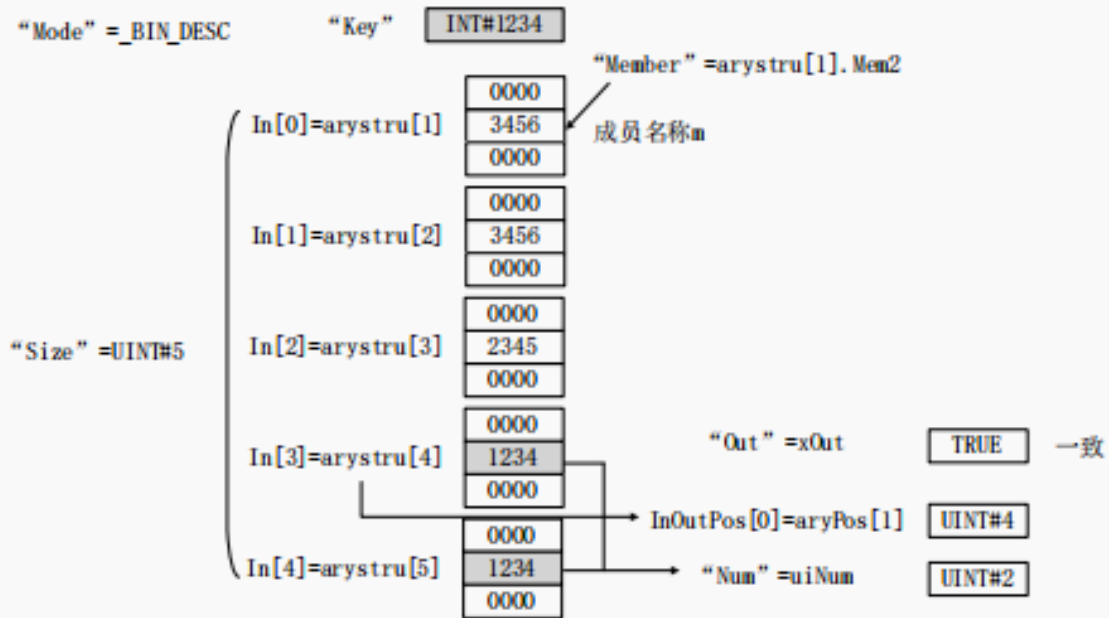 “Mode”=_BIN_DESC “Key” INT#1234
“Member”=arystru[1].Mem2
0000
In[0]=arystru[1] 3456 成员名称m
0000
0000
In[1]=arystru[2] 3456
0000
0000
“Size”=UINT#5 In[2]=arystru[3] 2345
0000
0000
In[3]=arystru[4] 1234 “Out”=xOut TRUE 一致
0000
InOutPos[0]=aryPos[1] UINT#4
0000
In[4]=arystru[5] 1234 “Num”=uiNum UINT#2
0000